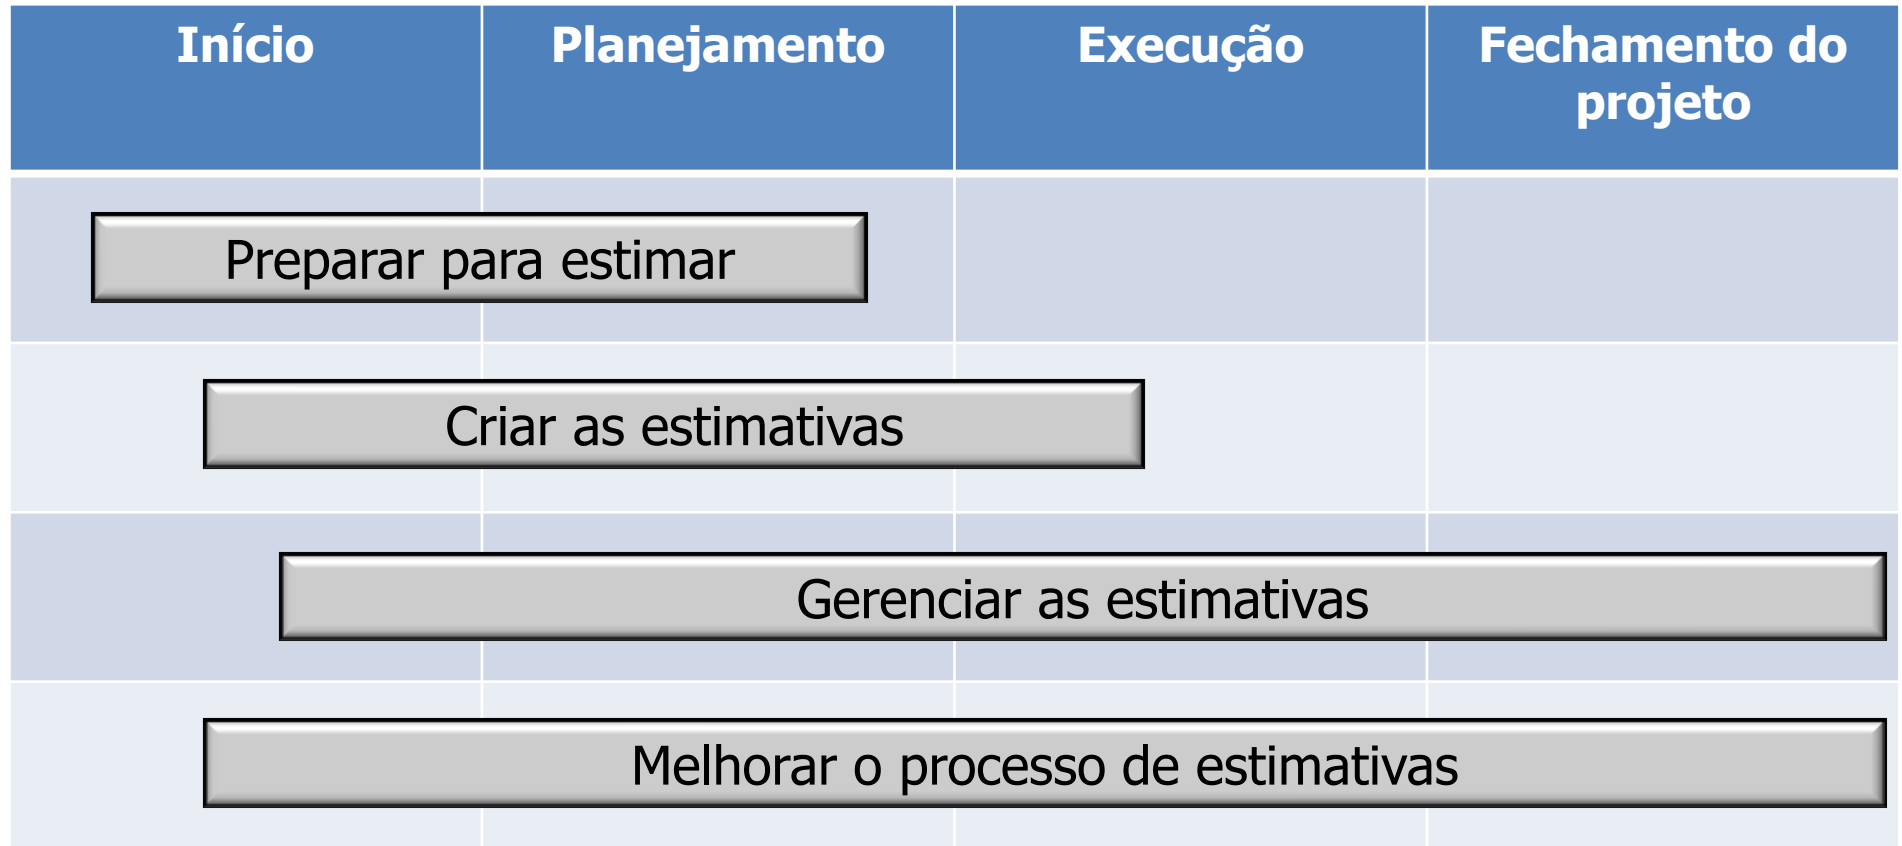 Início
Planejamento
Execução
Fechamento do
projeto
Preparar para estimar
Criar as estimativas
Gerenciar as estimativas
Melhorar o processo de estimativas